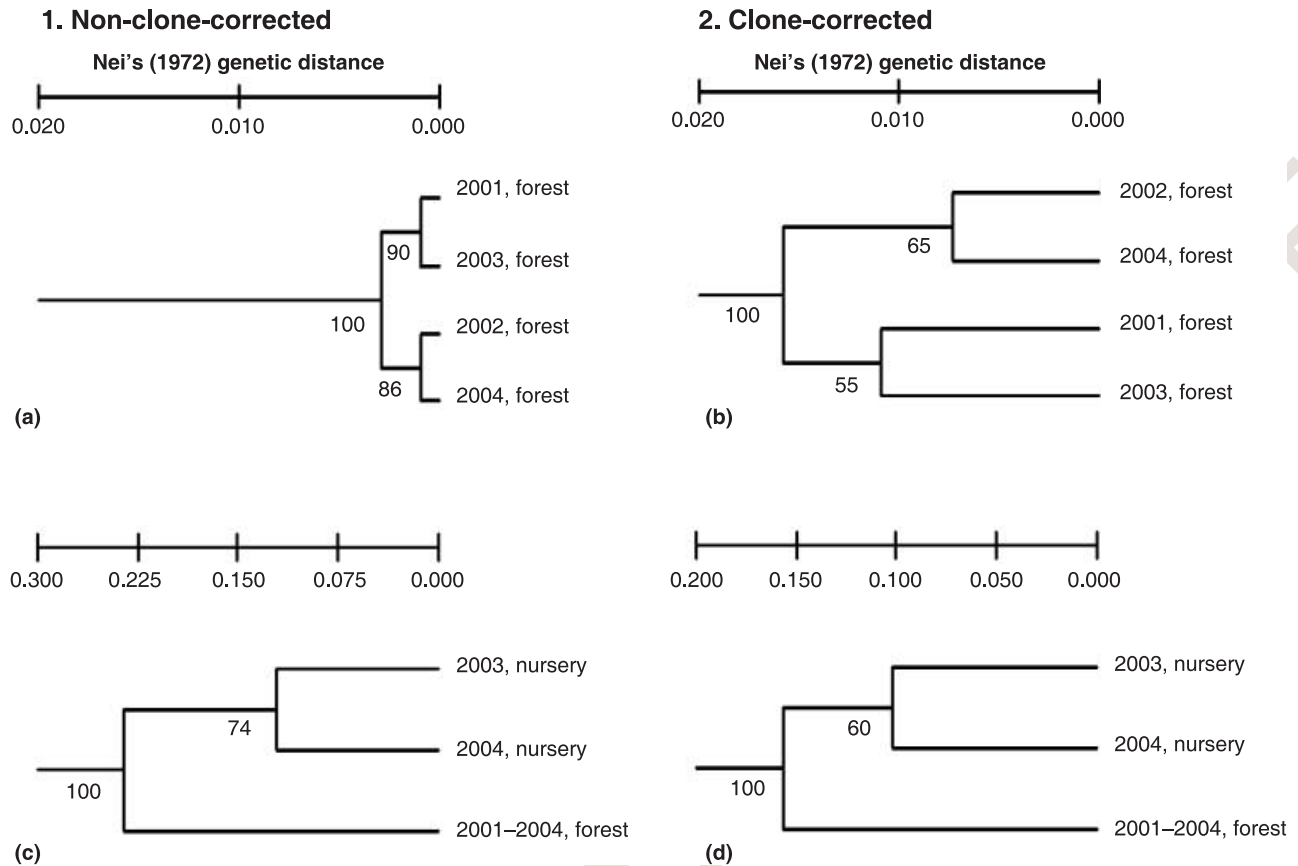 1. Non-clone-corrected
Nei's (1972) genetic distance
0.020 0.010 0.000
2001, forest
90
2003, forest
100
2002, forest
86
2004, forest
(a)
2. Clone-corrected
Nei's (1972) genetic distance
0.020 0.010 0.000
2002, forest
65
2004, forest
100
2001, forest
55
2003, forest
(b)
0.300 0.225 0.150 0.075 0.000
2003, nursery
74
2004, nursery
100
2001–2004, forest
(c)
0.200 0.150 0.100 0.050 0.000
2003, nursery
60
2004, nursery
100
2001–2004, forest
(d)